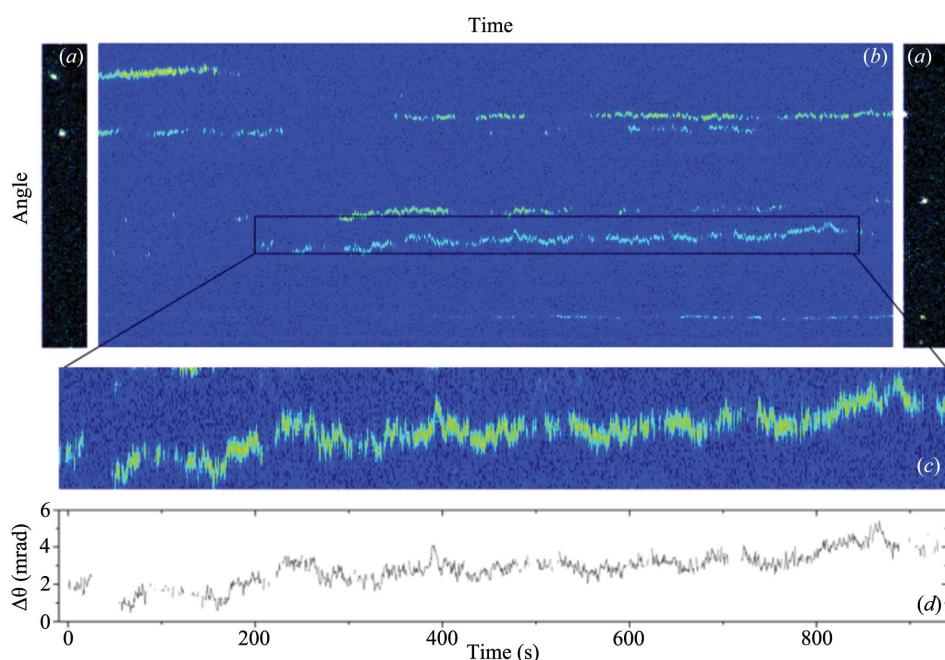 Time
(a)
(b)
(a)
Angle
(c)
6
4
2
0
Δθ (mrad)
(d)
0
200
400
600
800
Time (s)